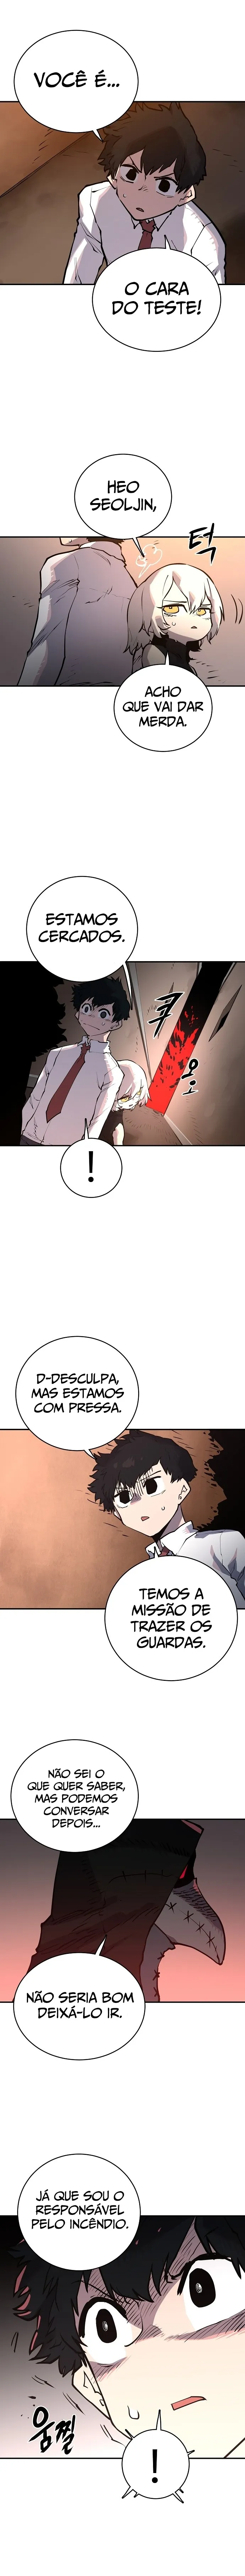 VOCÊ É...
O CARA
DO TESTE!
HEO
SEOLJIN,
턱
ACHO
QUE VAI DAR
MERDA.
ESTAMOS
CERCADOS.
쿠
오
!
D-DESCULPA,
MAS ESTAMOS
COM PRESSA.
TEMOS A
MISSÃO DE
TRAZER OS
GUARDAS.
NÃO SEI O
QUE QUER SABER,
MAS PODEMOS
CONVERSAR
DEPOIS...
NÃO SERIA BOM
DEIXÁ-LO IR.
JÁ QUE SOU O
RESPONSÁVEL
PELO INCÊNDIO.
움찔
!